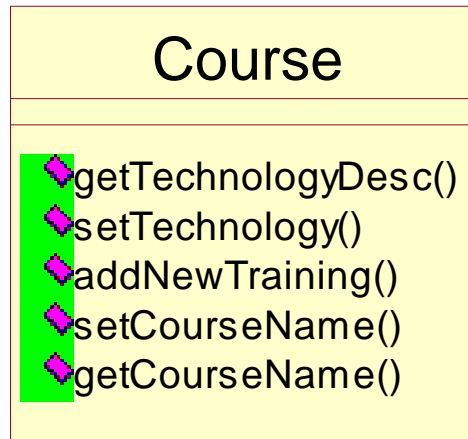 Course
getTechnologyDesc()
setTechnology()
addNewTraining()
setCourseName()
getCourseName()